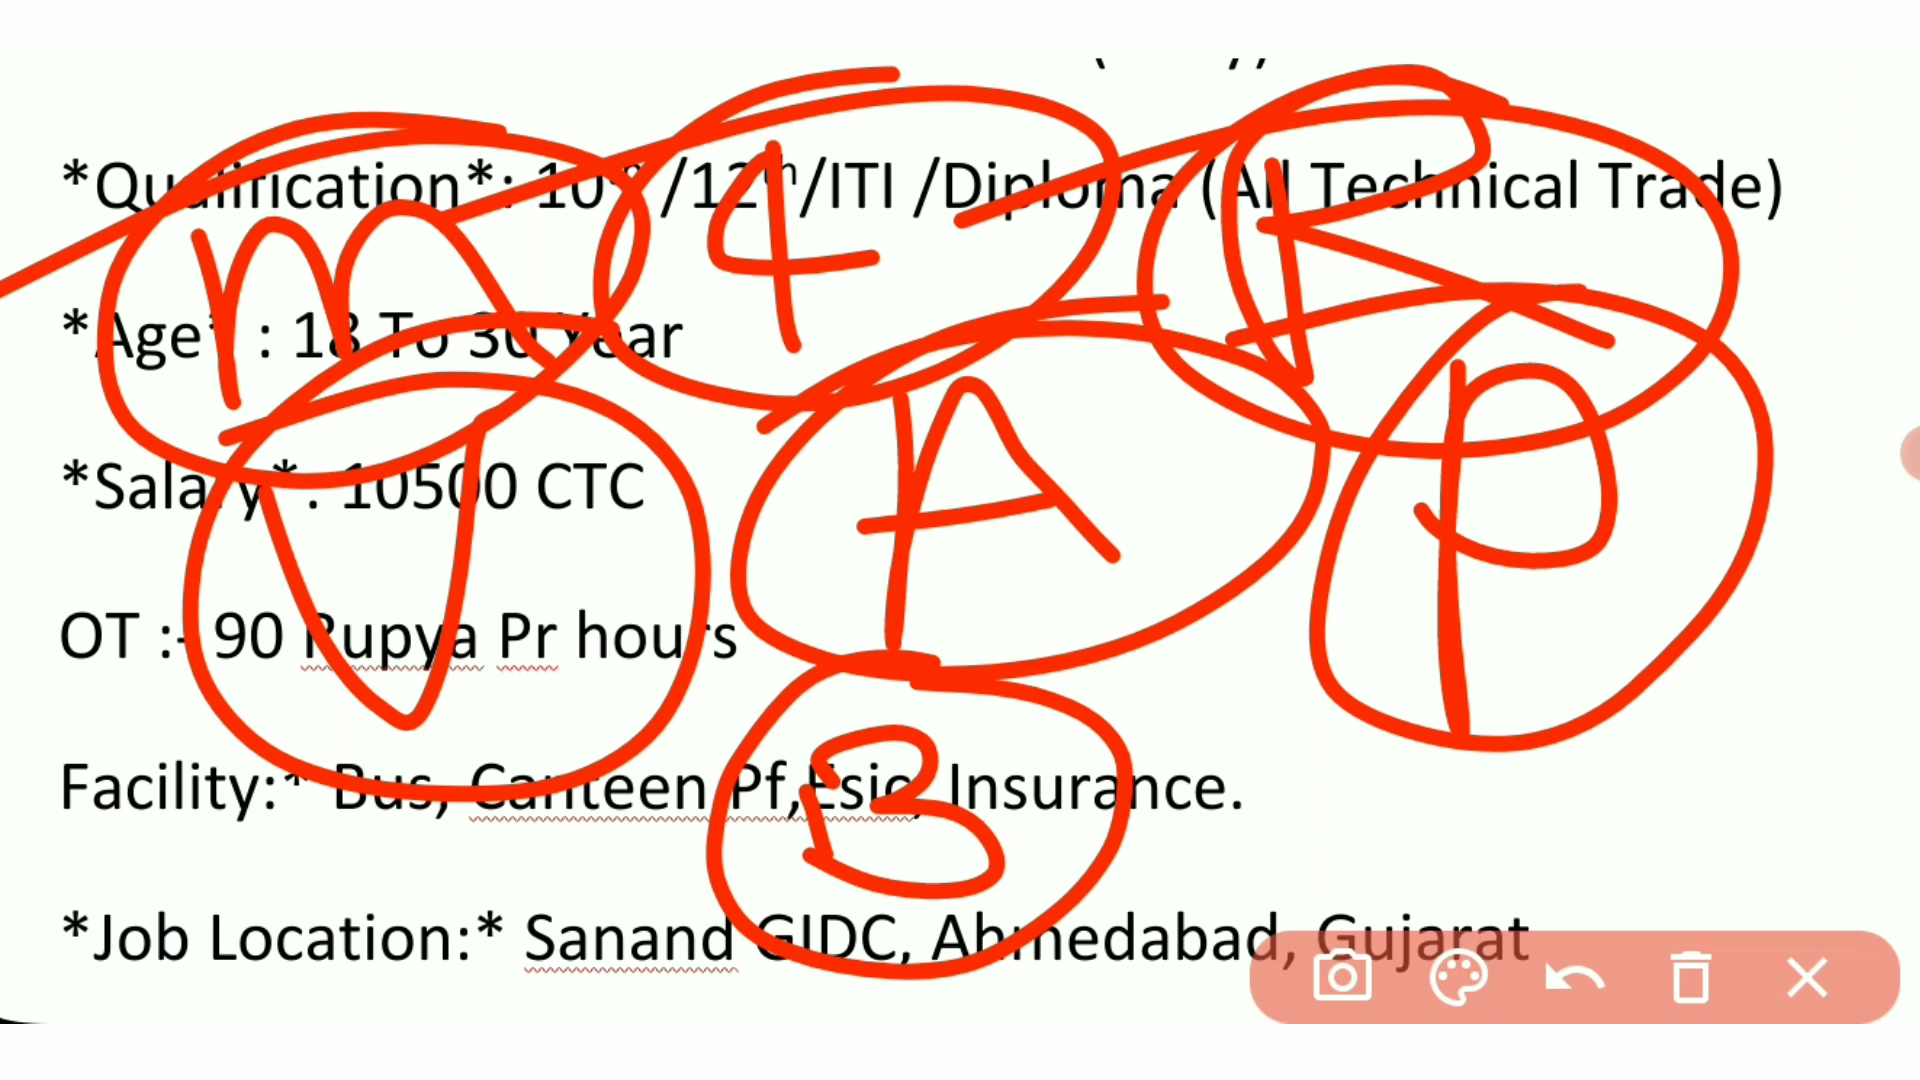 *Qualification*: 10th /12th/ITI /Diploma (All Technical Trade)
m 4 R
*Age* : 18 To 30 Year
V A P
*Salary*: 10500 CTC
OT :- 90 Rupya Pr hours
Facility:* Bus, Canteen Pf,Esic, Insurance.
B
*Job Location:* Sanand GIDC, Ahmedabad, Gujarat